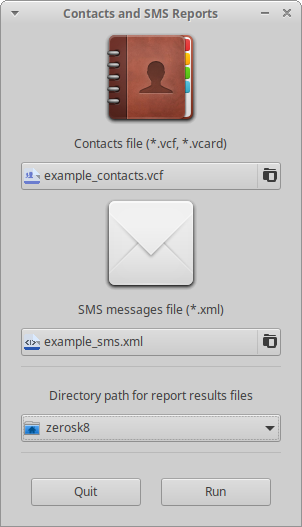 Contacts and SMS Reports
Contacts file (*.vcf, *.vcard)
example_contacts.vcf
SMS messages file (*.xml)
example_sms.xml
Directory path for report results files
zerosk8
Quit
Run